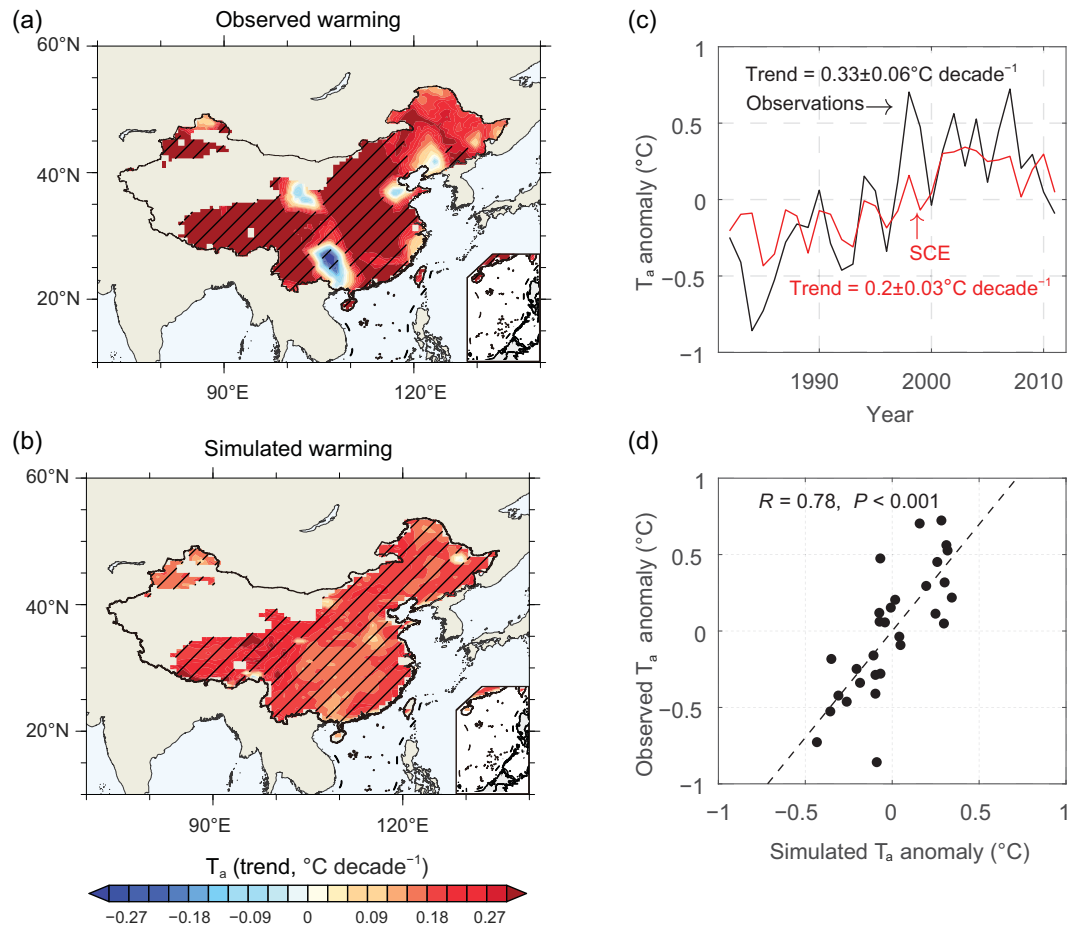 (a)
Observed warming
60°N
40°N
20°N
90°E
120°E
(b)
Simulated warming
60°N
40°N
20°N
90°E
120°E
Tₐ (trend, °C decade⁻¹)
−0.27 −0.18 −0.09 0 0.09 0.18 0.27
(c)
1
0.5
0
−0.5
−1
Tₐ anomaly (°C)
Trend = 0.33±0.06°C decade⁻¹
Observations→
↑
SCE
Trend = 0.2±0.03°C decade⁻¹
1990 2000 2010
Year
(d)
1
0.5
0
−0.5
−1
Observed Tₐ anomaly (°C)
R = 0.78, P < 0.001
−1 −0.5 0 0.5 1
Simulated Tₐ anomaly (°C)